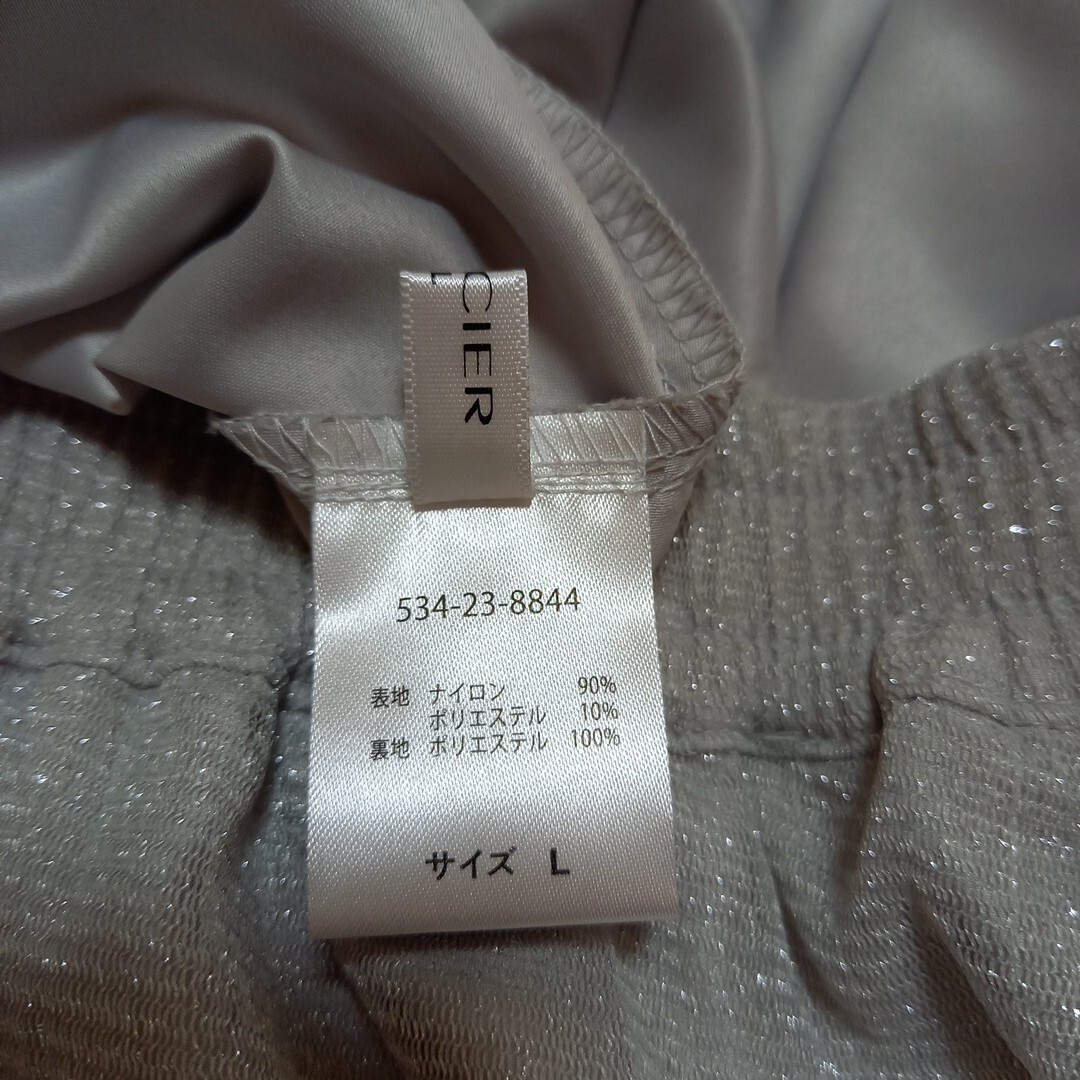 CIER
534-23-8844
表地 ナイロン 90%
ポリエステル 10%
裏地 ポリエステル 100%
サイズ L